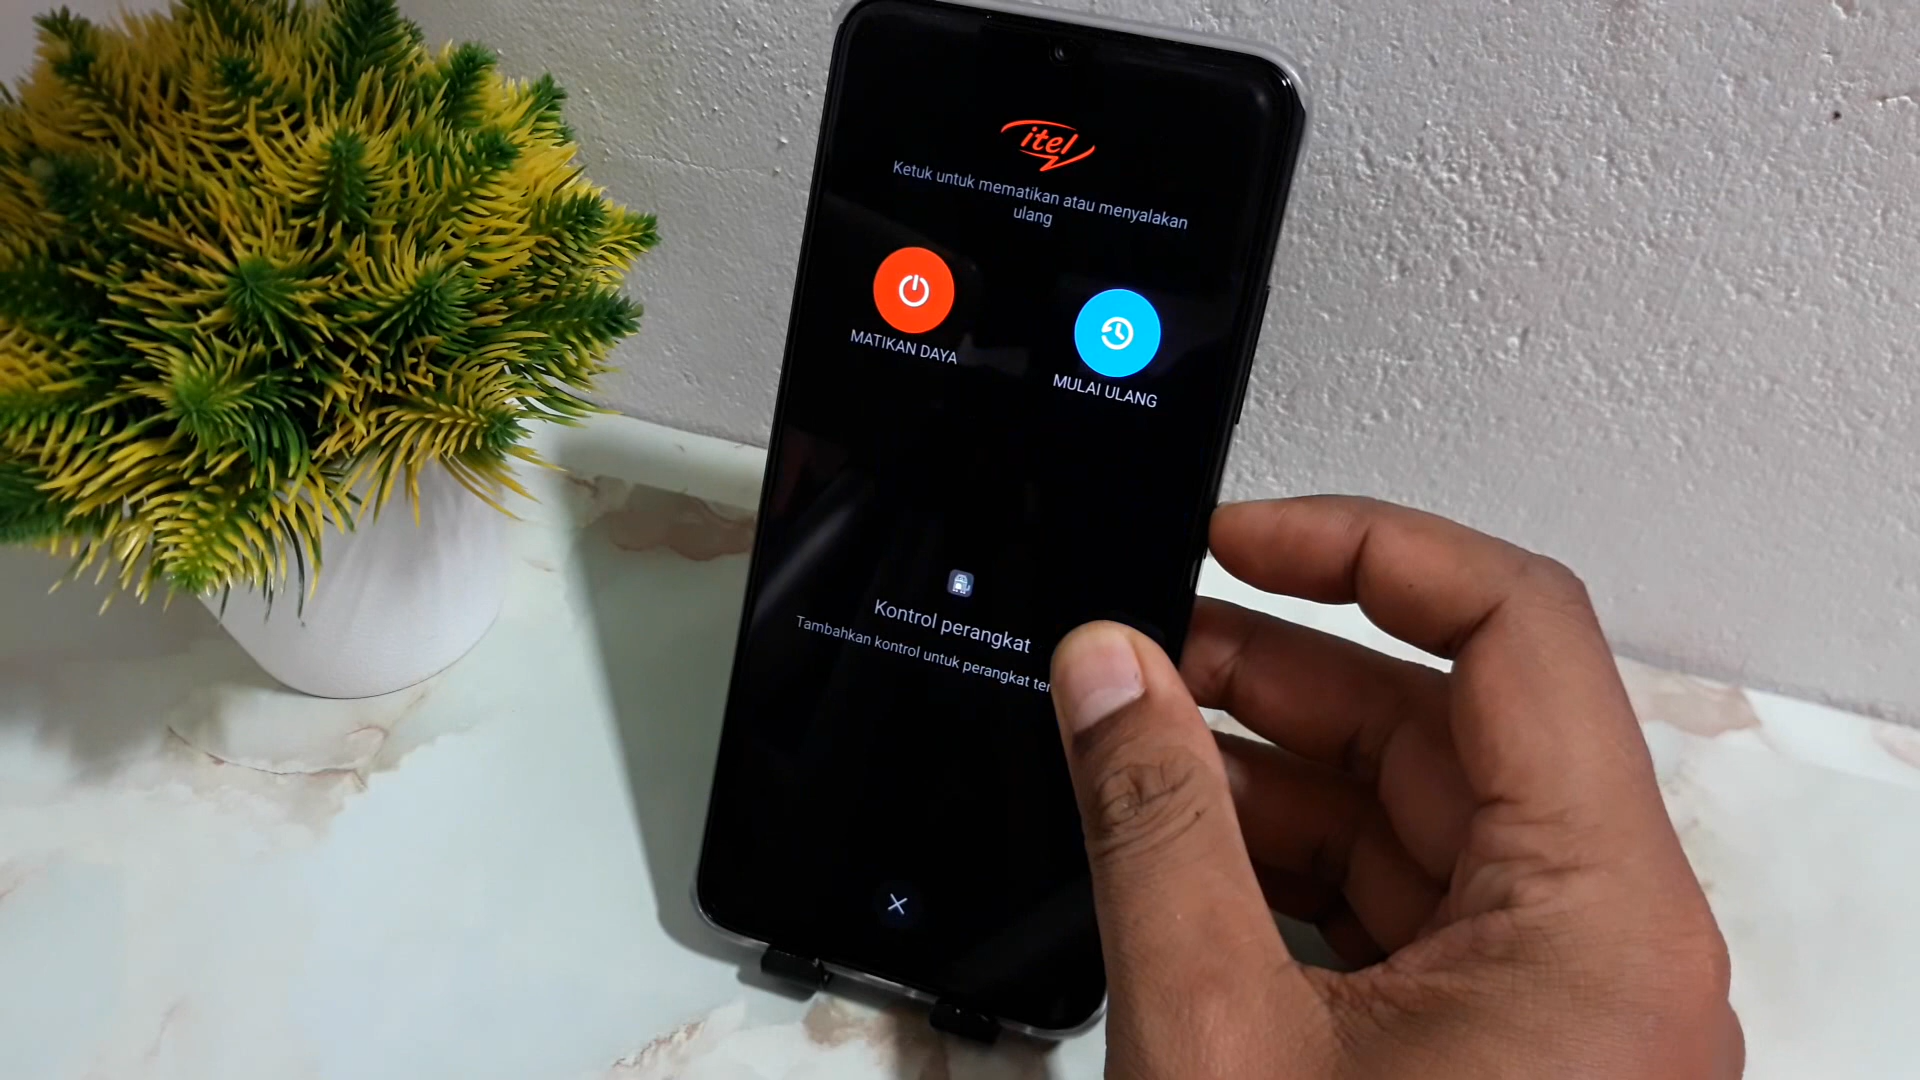 itel
Ketuk untuk mematikan atau menyalakan
ulang
MATIKAN DAYA
MULAI ULANG
Kontrol perangkat
Tambahkan kontrol untuk perangkat